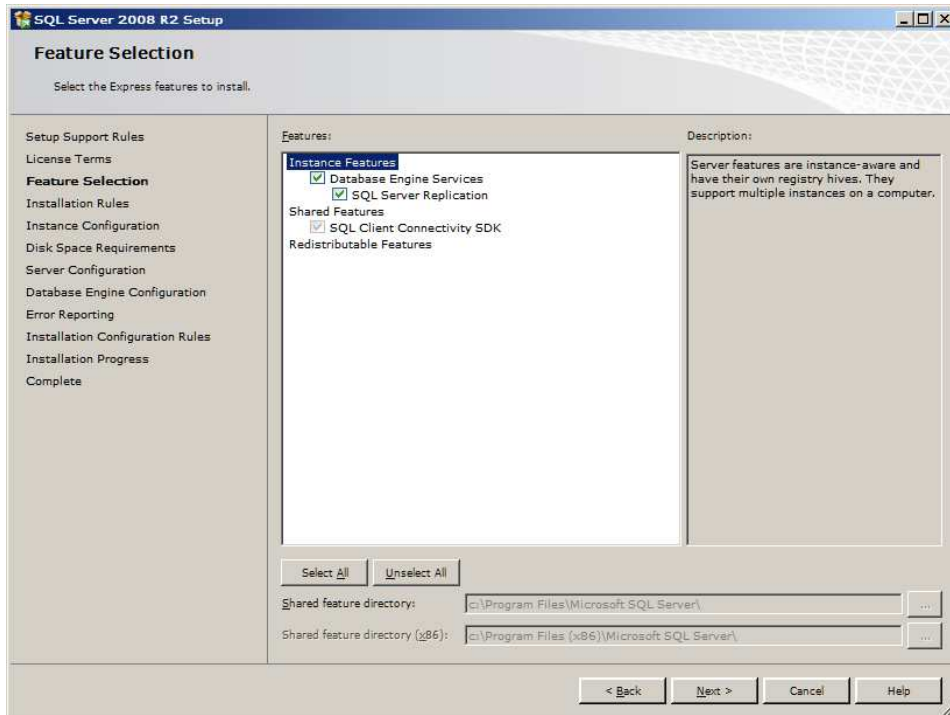 SQL Server 2008 R2 Setup
Feature Selection
Select the Express features to install.
Setup Support Rules
License Terms
Feature Selection
Installation Rules
Instance Configuration
Disk Space Requirements
Server Configuration
Database Engine Configuration
Error Reporting
Installation Configuration Rules
Installation Progress
Complete
Features:
Instance Features
Database Engine Services
SQL Server Replication
Shared Features
SQL Client Connectivity SDK
Redistributable Features
Description:
Server features are instance-aware and
have their own registry hives. They
support multiple instances on a computer.
Select All
Unselect All
Shared feature directory:
c:\Program Files\Microsoft SQL Server\
...
Shared feature directory (x86):
c:\Program Files (x86)\Microsoft SQL Server\
...
< Back
Next >
Cancel
Help